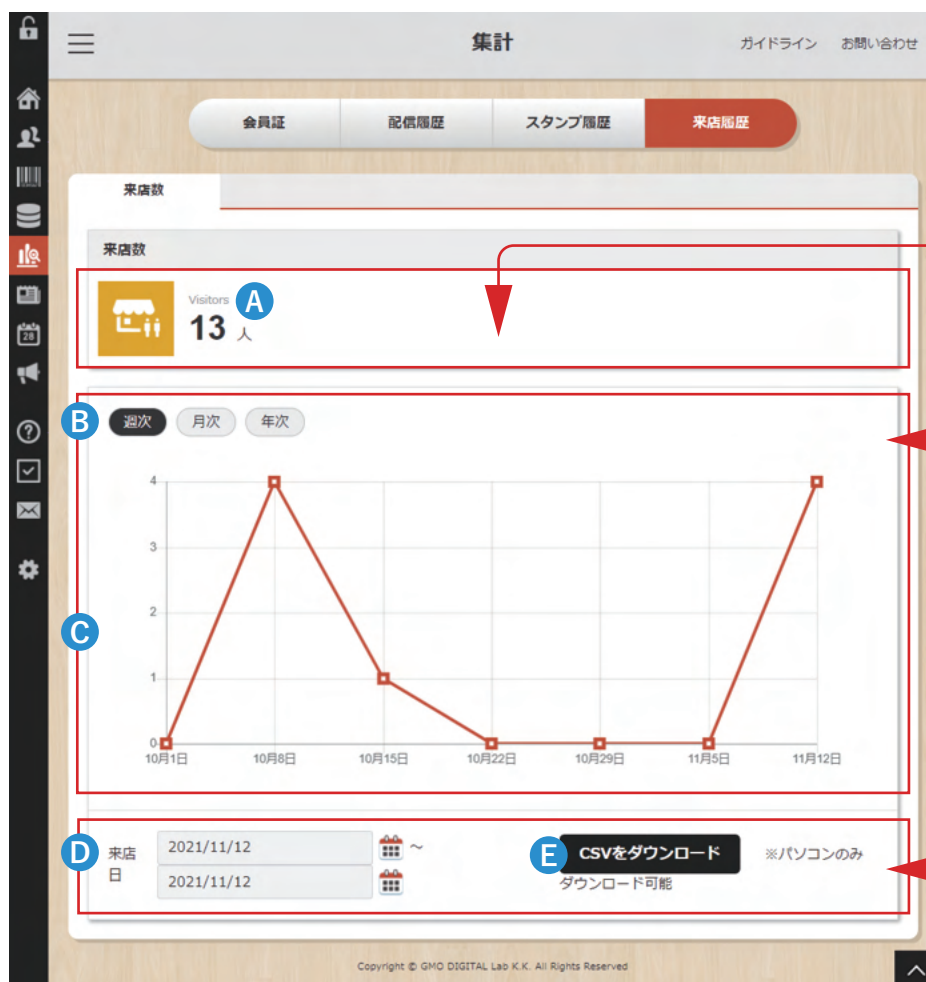 集計
ガイドライン お問い合わせ
会員証 配信履歴 スタンプ履歴 来店履歴
来店数
来店数
Visitors A
13 人
B 週次 月次 年次
4
3
2
C
1
0
10月1日 10月8日 10月15日 10月22日 10月29日 11月5日 11月12日
D 来店日 2021/11/12 ～
2021/11/12
E CSVをダウンロード ※パソコンのみ
ダウンロード可能
28
Copyright © GMO DIGITAL Lab K.K. All Rights Reserved